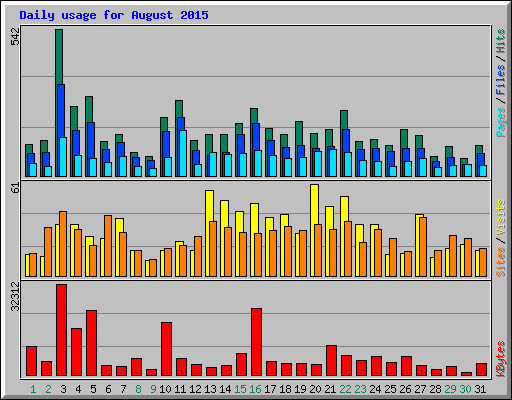 Daily usage for August 2015
542
Pages / Files / Hits
61
Sites / Visits
32312
KBytes
1 2 3 4 5 6 7 8 9 10 11 12 13 14 15 16 17 18 19 20 21 22 23 24 25 26 27 28 29 30 31